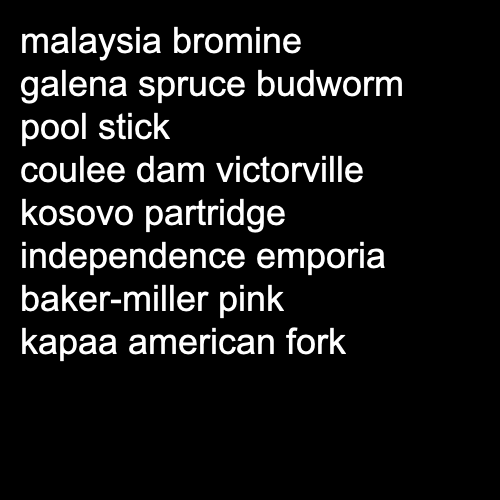 malaysia bromine
galena spruce budworm
pool stick
coulee dam victorville
kosovo partridge
independence emporia
baker-miller pink
kapaa american fork